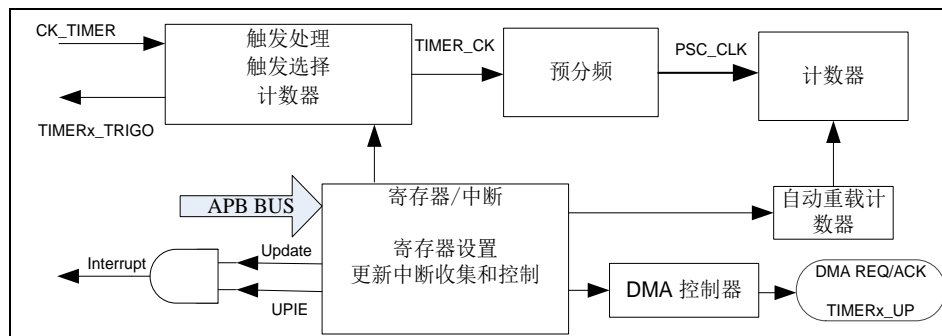 CK_TIMER
TIMERx_TRIGO
触发处理
触发选择
计数器
TIMER_CK
预分频
PSC_CLK
计数器
APB BUS
寄存器/中断
寄存器设置
更新中断收集和控制
自动重载计
数器
Interrupt
Update
UPIE
DMA 控制器
DMA REQ/ACK
TIMERx_UP